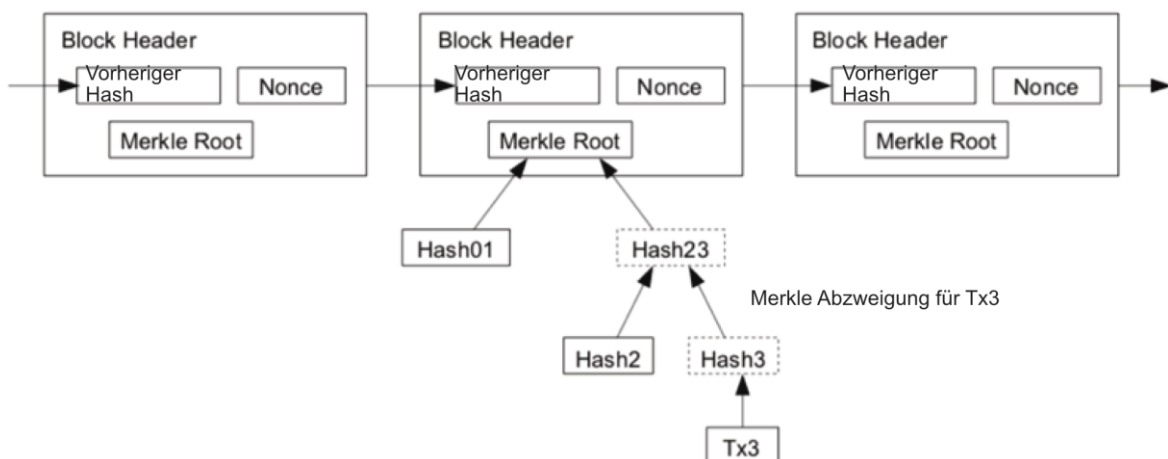 Block Header
Vorheriger
Hash
Nonce
Merkle Root
Block Header
Vorheriger
Hash
Nonce
Merkle Root
Block Header
Vorheriger
Hash
Nonce
Merkle Root
Hash01
Hash23
Merkle Abzweigung für Tx3
Hash2
Hash3
Tx3